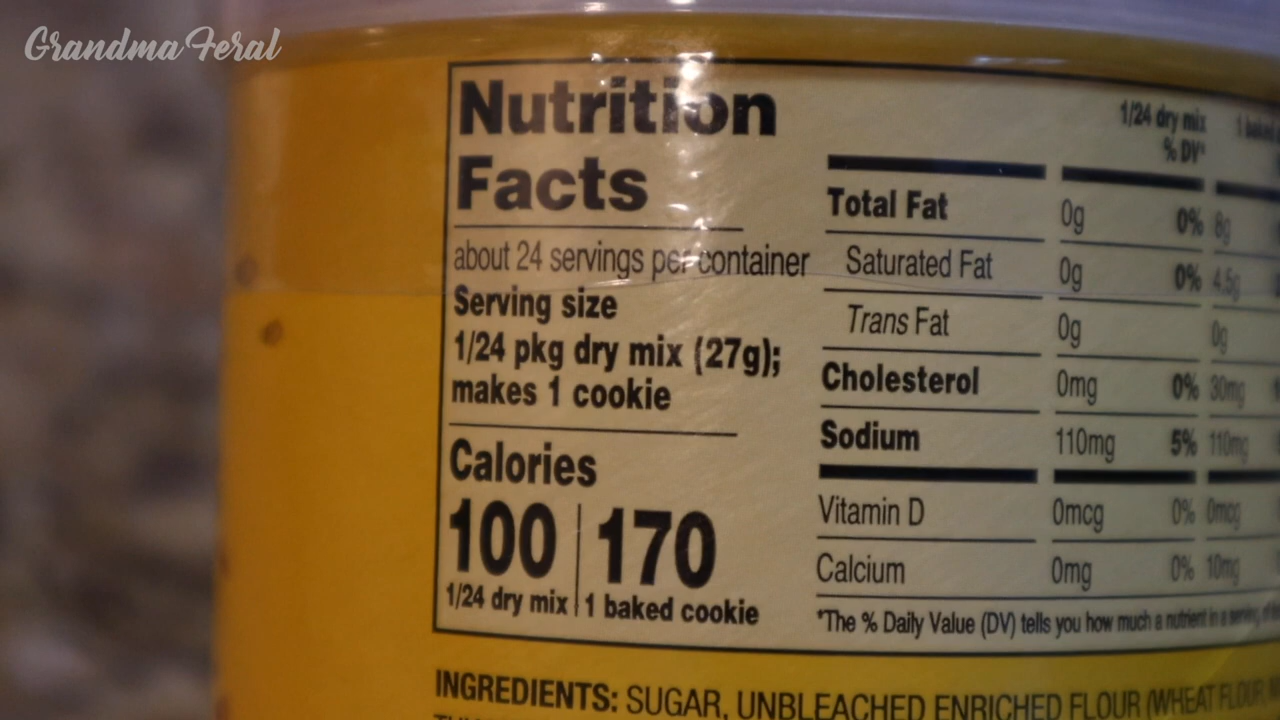 Grandma Feral
Nutrition
Facts
about 24 servings per container
Serving size
1/24 pkg dry mix (27g);
makes 1 cookie
Calories
100 170
1/24 dry mix 1 baked cookie
1/24 dry mix 1
% DV*
Total Fat 0g 0% 8g
Saturated Fat 0g 0% 4.5g
Trans Fat 0g 0g
Cholesterol 0mg 0% 30mg
Sodium 110mg 5% 110mg
Vitamin D 0mcg 0% 0mcg
Calcium 0mg 0% 10mg
*The % Daily Value (DV) tells you how much a nutrient in a serving of
INGREDIENTS: SUGAR, UNBLEACHED ENRICHED FLOUR (WHEAT FLOUR,